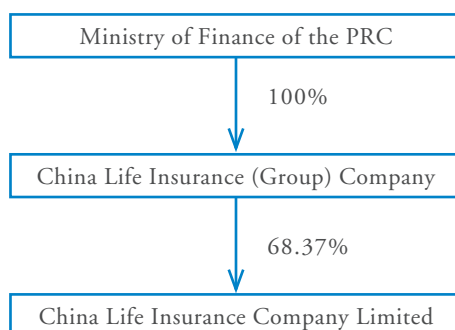 Ministry of Finance of the PRC
100%
China Life Insurance (Group) Company
68.37%
China Life Insurance Company Limited